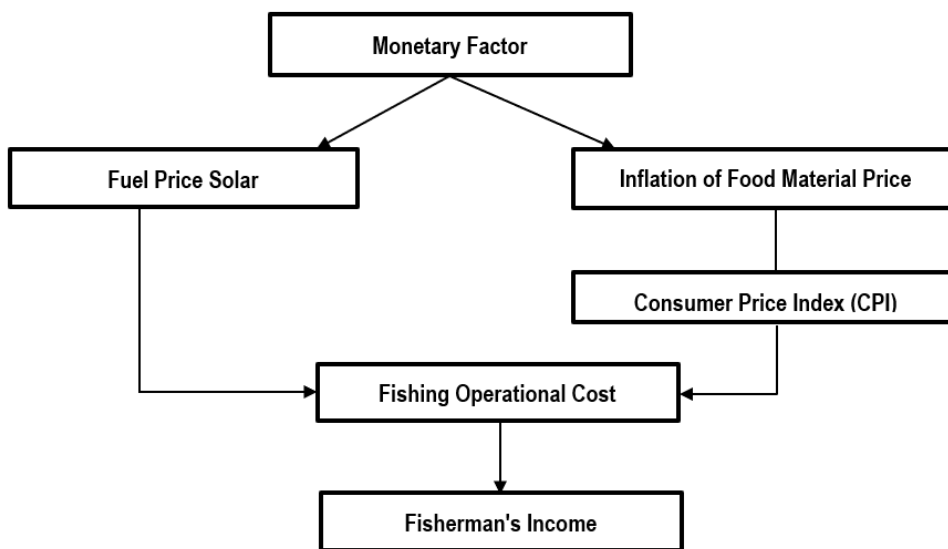 Monetary Factor
Fuel Price Solar
Inflation of Food Material Price
Consumer Price Index (CPI)
Fishing Operational Cost
Fisherman's Income